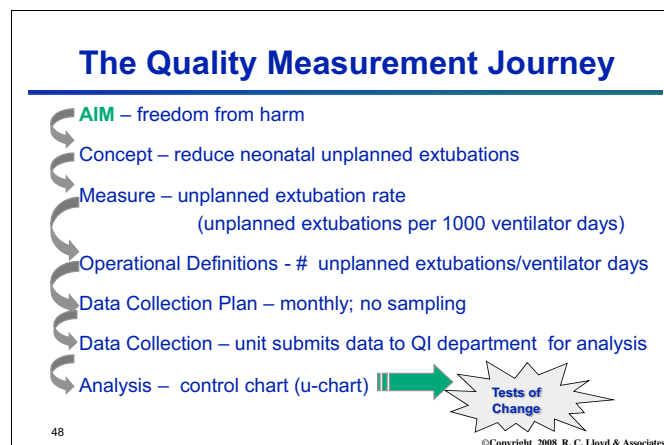 The Quality Measurement Journey
AIM – freedom from harm
Concept – reduce neonatal unplanned extubations
Measure – unplanned extubation rate
(unplanned extubations per 1000 ventilator days)
Operational Definitions - # unplanned extubations/ventilator days
Data Collection Plan – monthly; no sampling
Data Collection – unit submits data to QI department for analysis
Analysis – control chart (u-chart)
Tests of
Change
48
©Copyright 2008 R. C. Lloyd & Associates